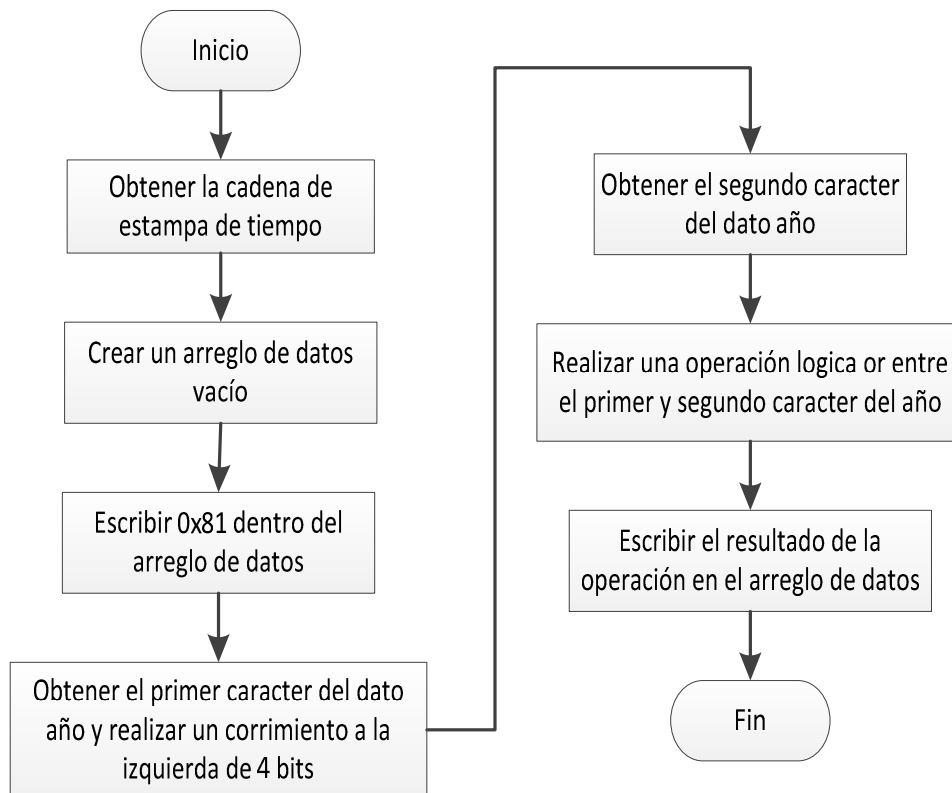 Inicio
Obtener la cadena de
estampa de tiempo
Crear un arreglo de datos
vacío
Escribir 0x81 dentro del
arreglo de datos
Obtener el primer caracter del dato
año y realizar un corrimiento a la
izquierda de 4 bits
Obtener el segundo caracter
del dato año
Realizar una operación logica or entre
el primer y segundo caracter del año
Escribir el resultado de la
operación en el arreglo de datos
Fin